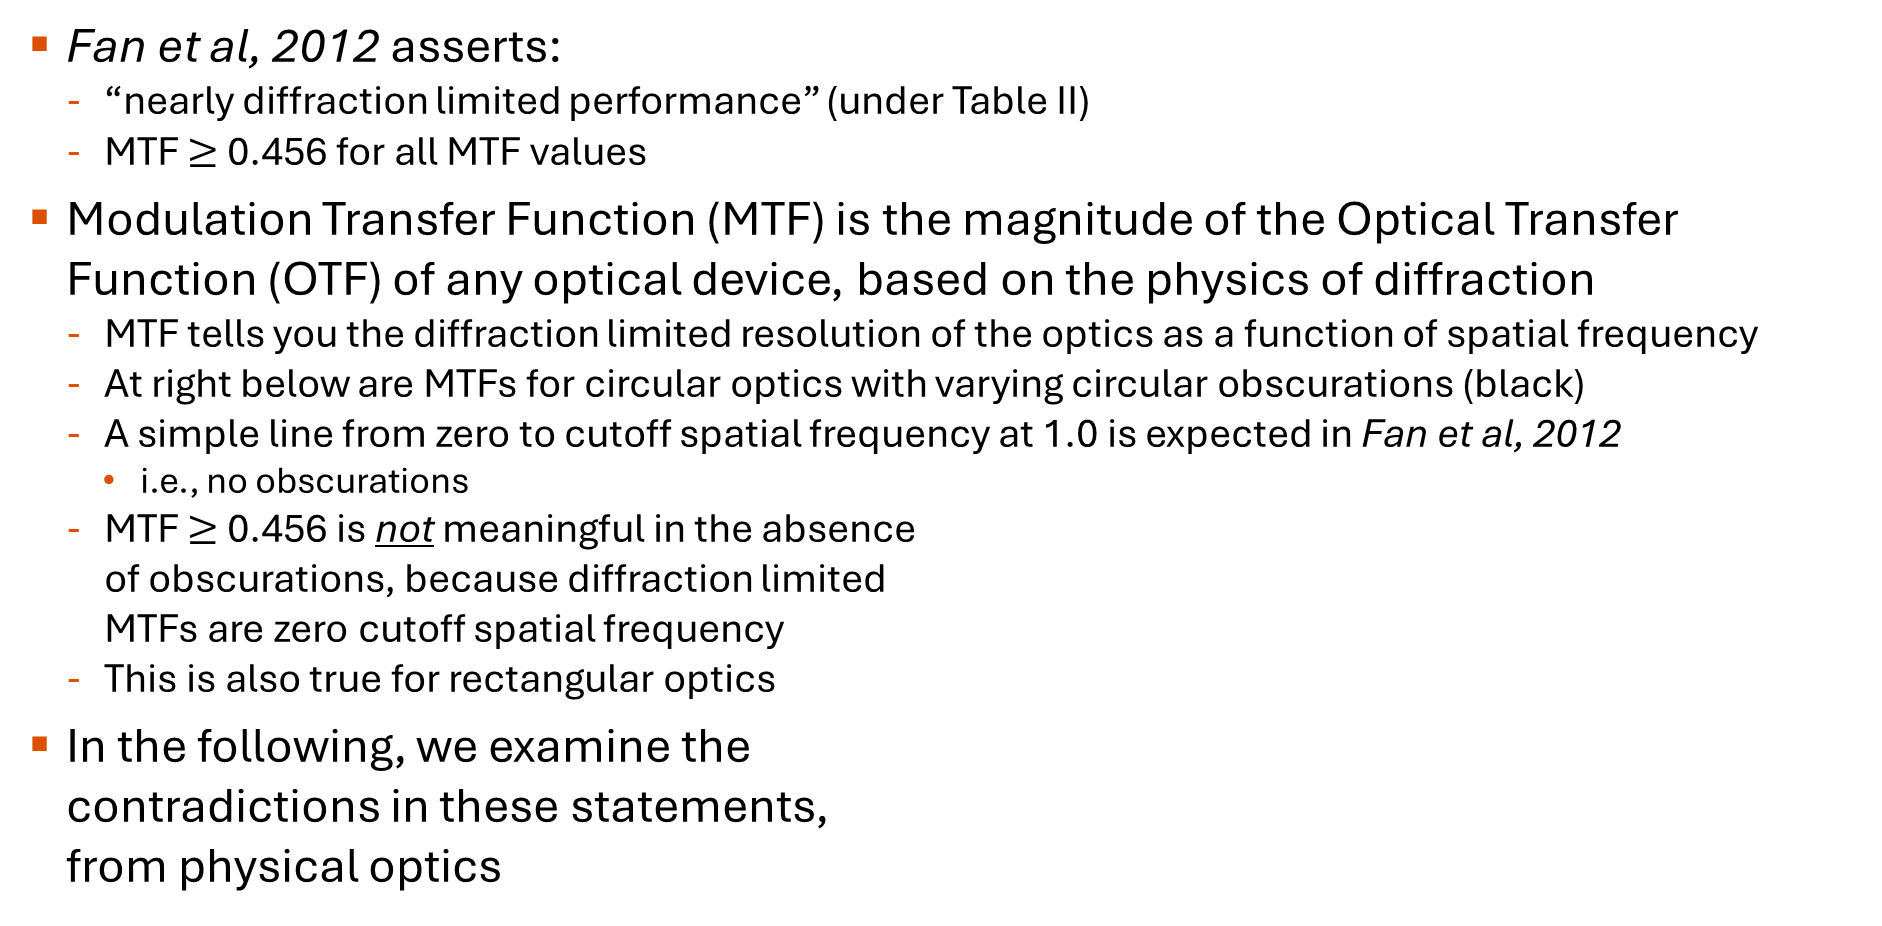 ▪ Fan et al, 2012 asserts:
- “nearly diffraction limited performance” (under Table II)
- MTF ≥ 0.456 for all MTF values
▪ Modulation Transfer Function (MTF) is the magnitude of the Optical Transfer
Function (OTF) of any optical device, based on the physics of diffraction
- MTF tells you the diffraction limited resolution of the optics as a function of spatial frequency
- At right below are MTFs for circular optics with varying circular obscurations (black)
- A simple line from zero to cutoff spatial frequency at 1.0 is expected in Fan et al, 2012
• i.e., no obscurations
- MTF ≥ 0.456 is not meaningful in the absence
of obscurations, because diffraction limited
MTFs are zero cutoff spatial frequency
- This is also true for rectangular optics
▪ In the following, we examine the
contradictions in these statements,
from physical optics